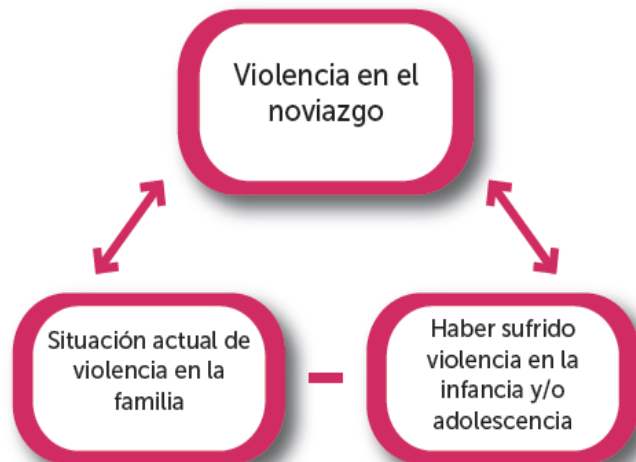 Violencia en el
noviazgo
Situación actual de
violencia en la
familia
Haber sufrido
violencia en la
infancia y/o
adolescencia